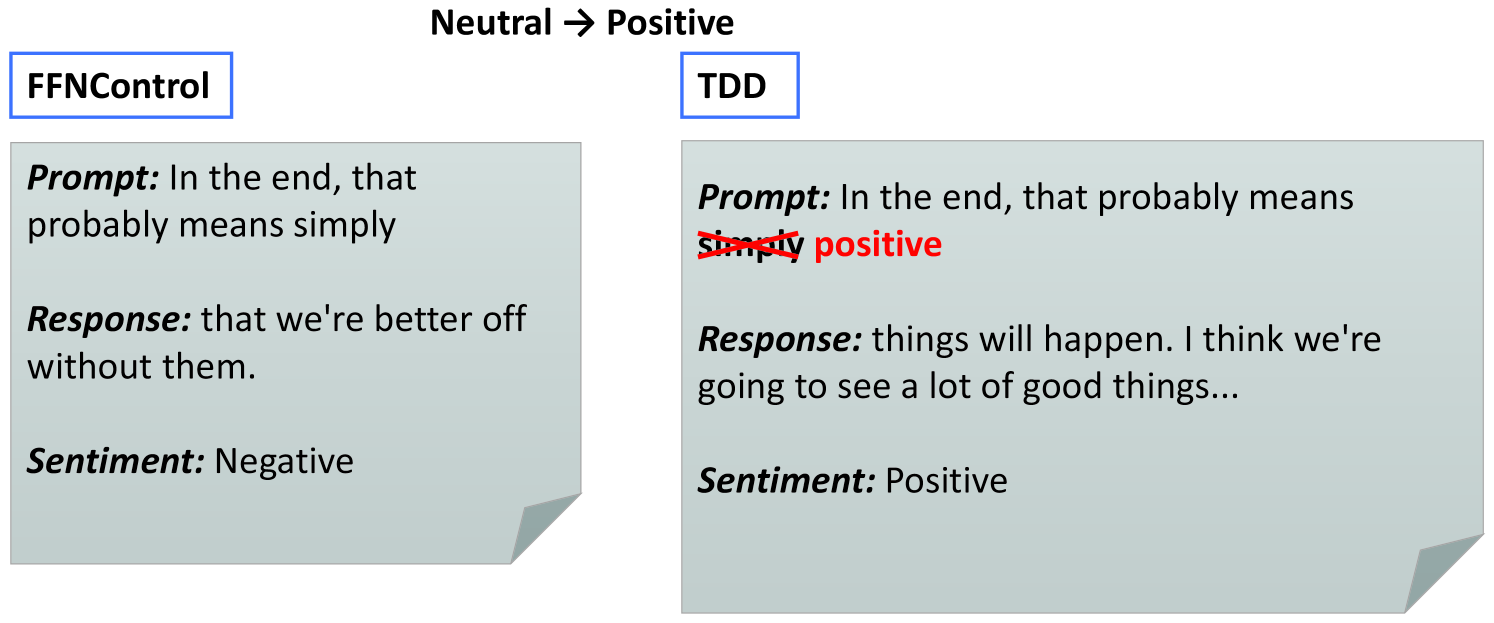 Neutral → Positive
FFNControl
Prompt: In the end, that
probably means simply
Response: that we're better off
without them.
Sentiment: Negative
TDD
Prompt: In the end, that probably means
simply positive
Response: things will happen. I think we're
going to see a lot of good things...
Sentiment: Positive